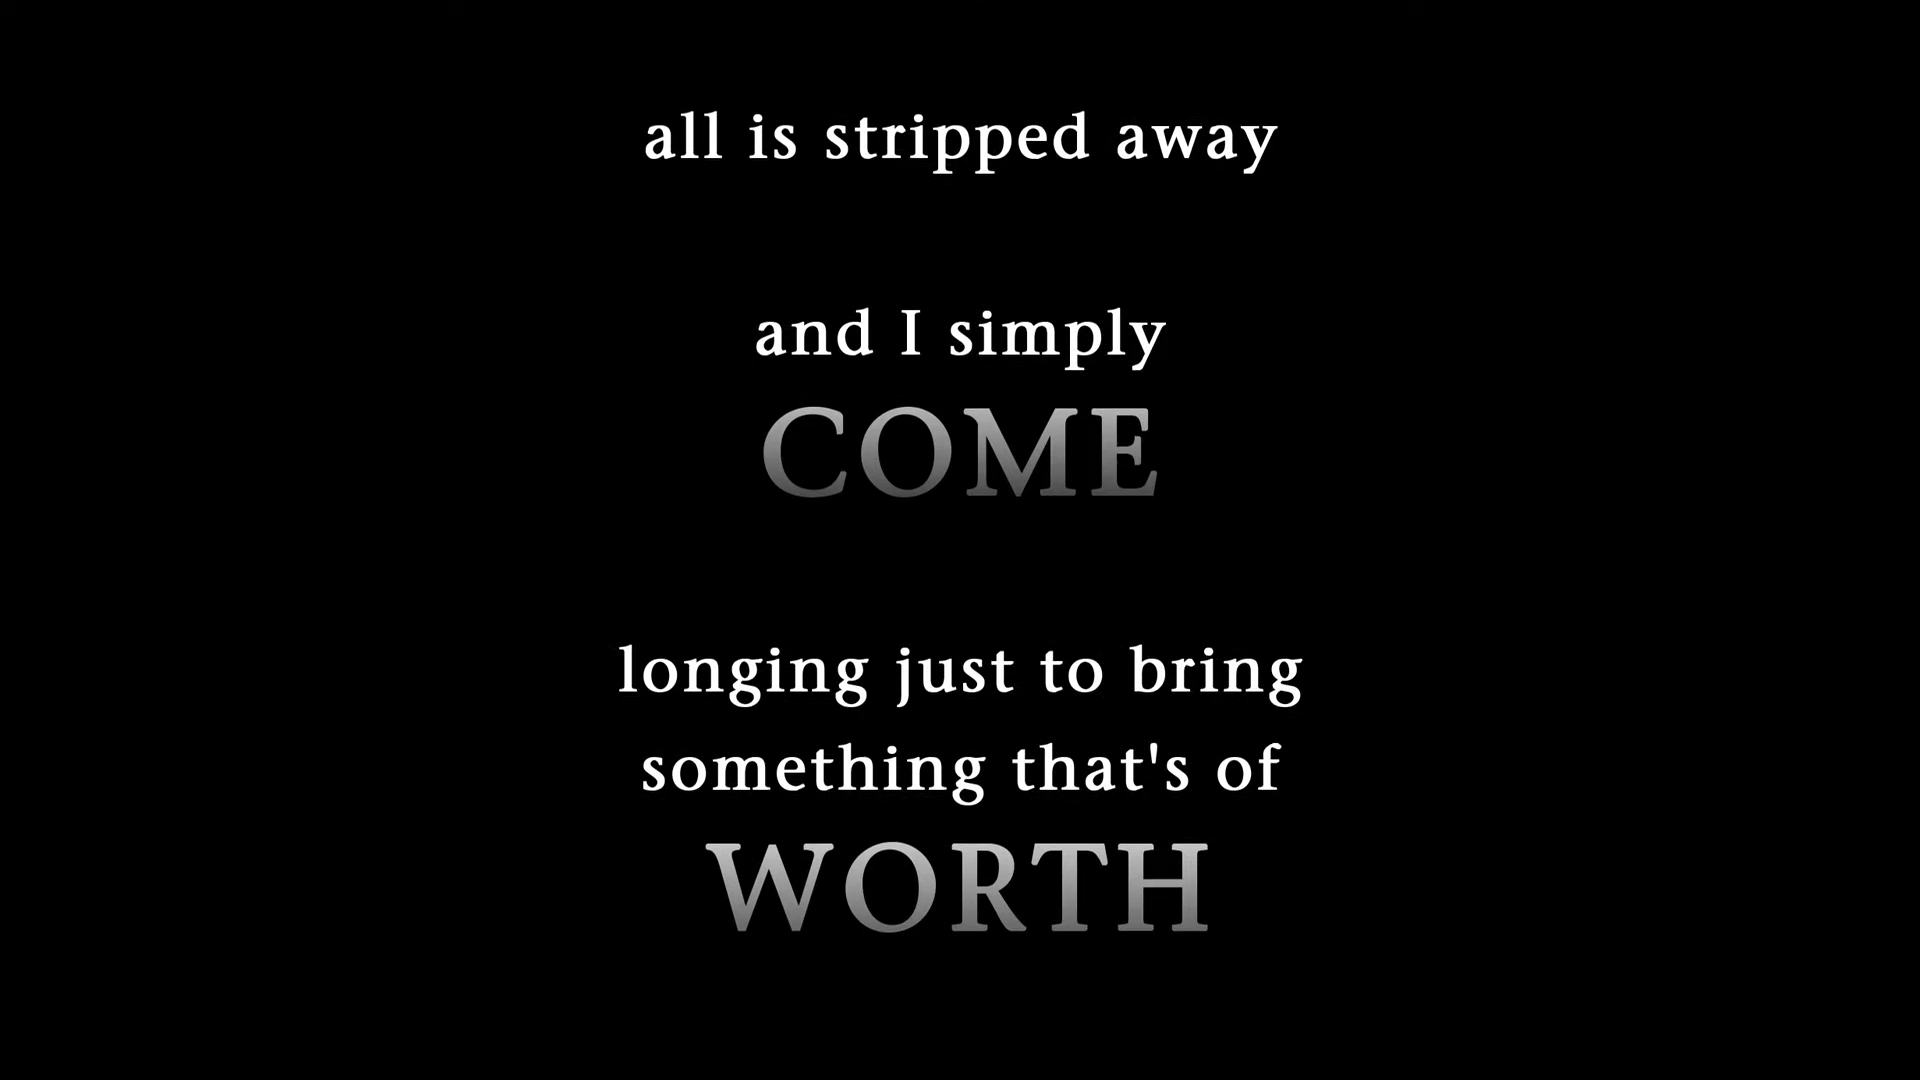 all is stripped away
and I simply
COME
longing just to bring
something that's of
WORTH